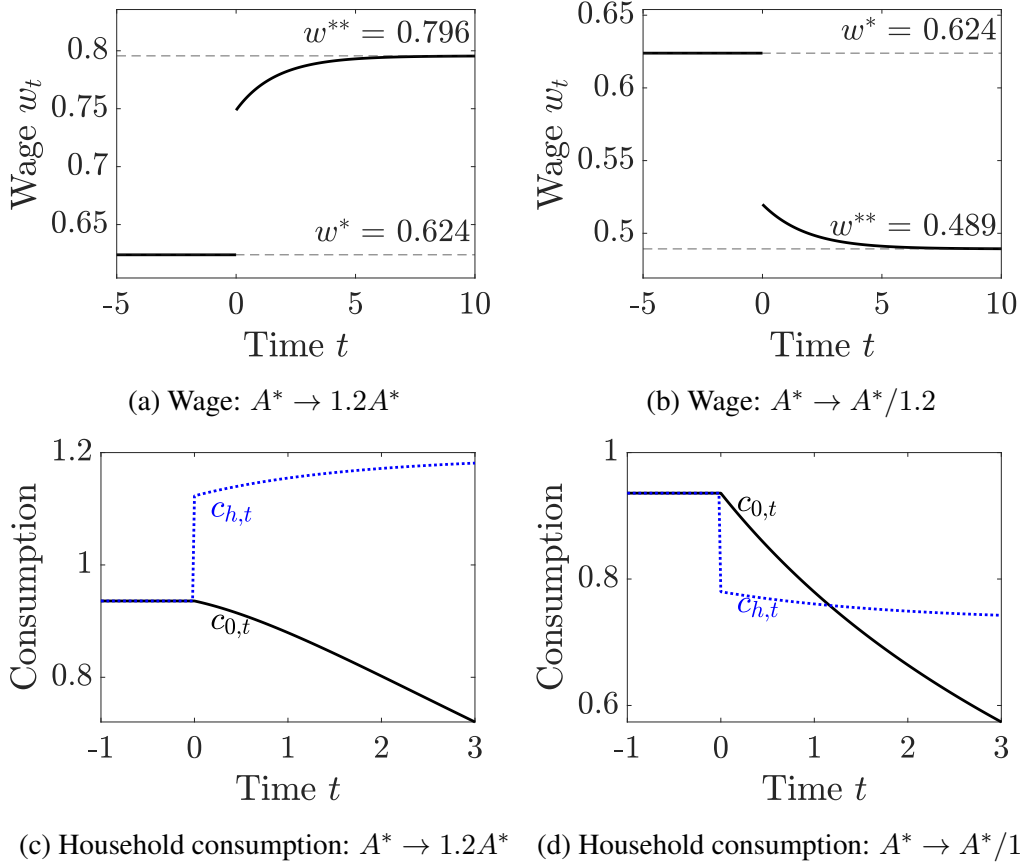 w** = 0.796
0.8
0.75
0.7
0.65
w* = 0.624
Wage w_t
-5 0 5 10
Time t
(a) Wage: A* → 1.2A*
0.65
w* = 0.624
0.6
0.55
0.5
w** = 0.489
Wage w_t
-5 0 5 10
Time t
(b) Wage: A* → A*/1.2
1.2
c_{h,t}
1
c_{0,t}
0.8
Consumption
-1 0 1 2 3
Time t
(c) Household consumption: A* → 1.2A*
1
c_{0,t}
0.8
c_{h,t}
0.6
Consumption
-1 0 1 2 3
Time t
(d) Household consumption: A* → A*/1